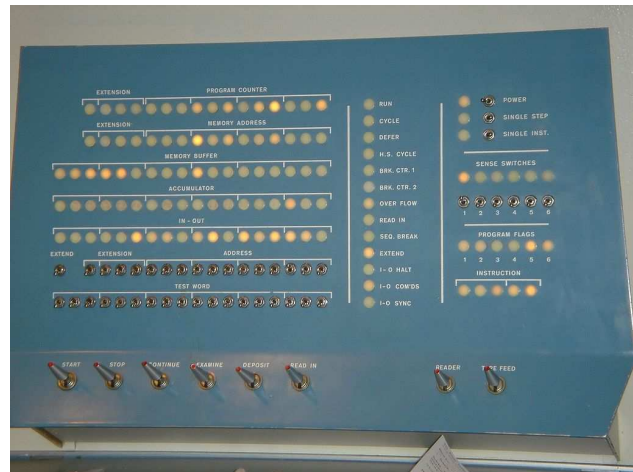 EXTENSION PROGRAM COUNTER
EXTENSION MEMORY ADDRESS
MEMORY BUFFER
ACCUMULATOR
IN-OUT
EXTEND EXTENSION ADDRESS
TEST WORD
RUN
CYCLE
DEFER
H.S. CYCLE
BRK. CTR. 1
BRK. CTR. 2
OVER FLOW
READ IN
SEQ. BREAK
EXTEND
I-O HALT
I-O COM'DS
I-O SYNC
POWER
SINGLE STEP
SINGLE INST.
SENSE SWITCHES
1 2 3 4 5 6
PROGRAM FLAGS
1 2 3 4 5 6
INSTRUCTION
START STOP CONTINUE EXAMINE DEPOSIT READ IN READER TAPE FEED